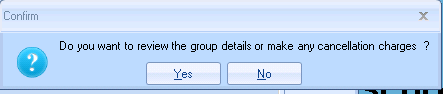 Confirm
Do you want to review the group details or make any cancellation charges ?
Yes No